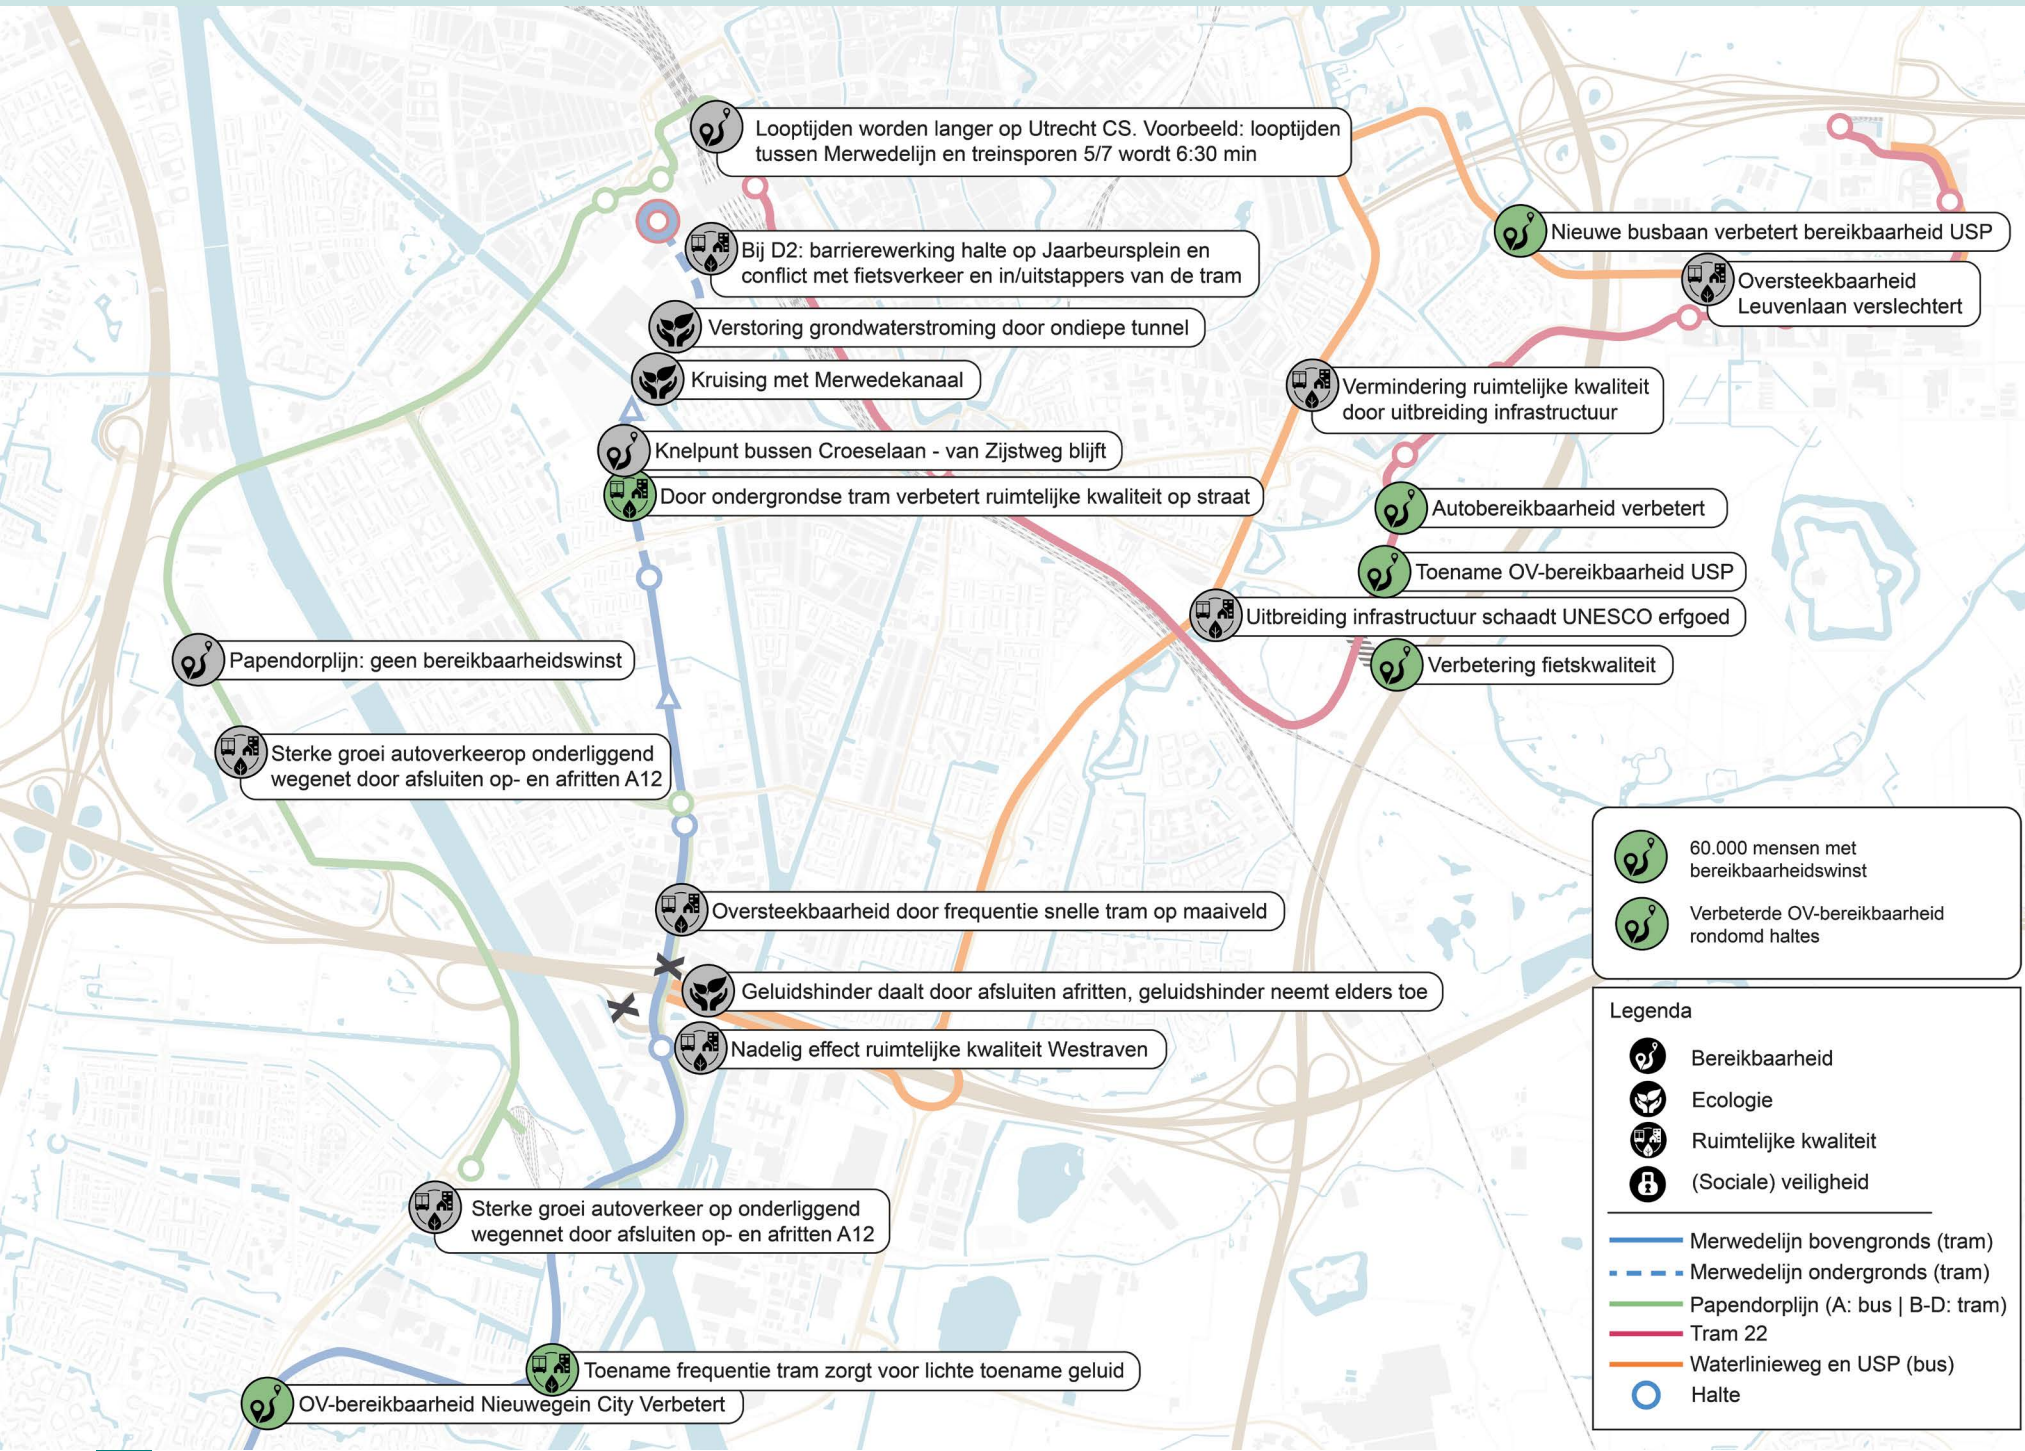 Looptijden worden langer op Utrecht CS. Voorbeeld: looptijden
tussen Merwedelijn en treinsporen 5/7 wordt 6:30 min
Nieuwe busbaan verbetert bereikbaarheid USP
Bij D2: barrierewerking halte op Jaarbeursplein en
conflict met fietsverkeer en in/uitstappers van de tram
Oversteekbaarheid
Leuvenlaan verslechtert
Verstoring grondwaterstroming door ondiepe tunnel
Kruising met Merwedekanaal
Vermindering ruimtelijke kwaliteit
door uitbreiding infrastructuur
Knelpunt bussen Croeselaan - van Zijstweg blijft
Door ondergrondse tram verbetert ruimtelijke kwaliteit op straat
Autobereikbaarheid verbetert
Toename OV-bereikbaarheid USP
Uitbreiding infrastructuur schaadt UNESCO erfgoed
Papendorplijn: geen bereikbaarheidswinst
Verbetering fietskwaliteit
Sterke groei autoverkeerop onderliggend
wegenet door afsluiten op- en afritten A12
60.000 mensen met
bereikbaarheidswinst
Verbeterde OV-bereikbaarheid
rondomd haltes
Oversteekbaarheid door frequentie snelle tram op maaiveld
X
Geluidshinder daalt door afsluiten afritten, geluidshinder neemt elders toe
X
Nadelig effect ruimtelijke kwaliteit Westraven
Sterke groei autoverkeer op onderliggend
wegennet door afsluiten op- en afritten A12
Toename frequentie tram zorgt voor lichte toename geluid
OV-bereikbaarheid Nieuwegein City Verbetert
Legenda
Bereikbaarheid
Ecologie
Ruimtelijke kwaliteit
(Sociale) veiligheid
Merwedelijn bovengronds (tram)
Merwedelijn ondergronds (tram)
Papendorplijn (A: bus | B-D: tram)
Tram 22
Waterlinieweg en USP (bus)
Halte